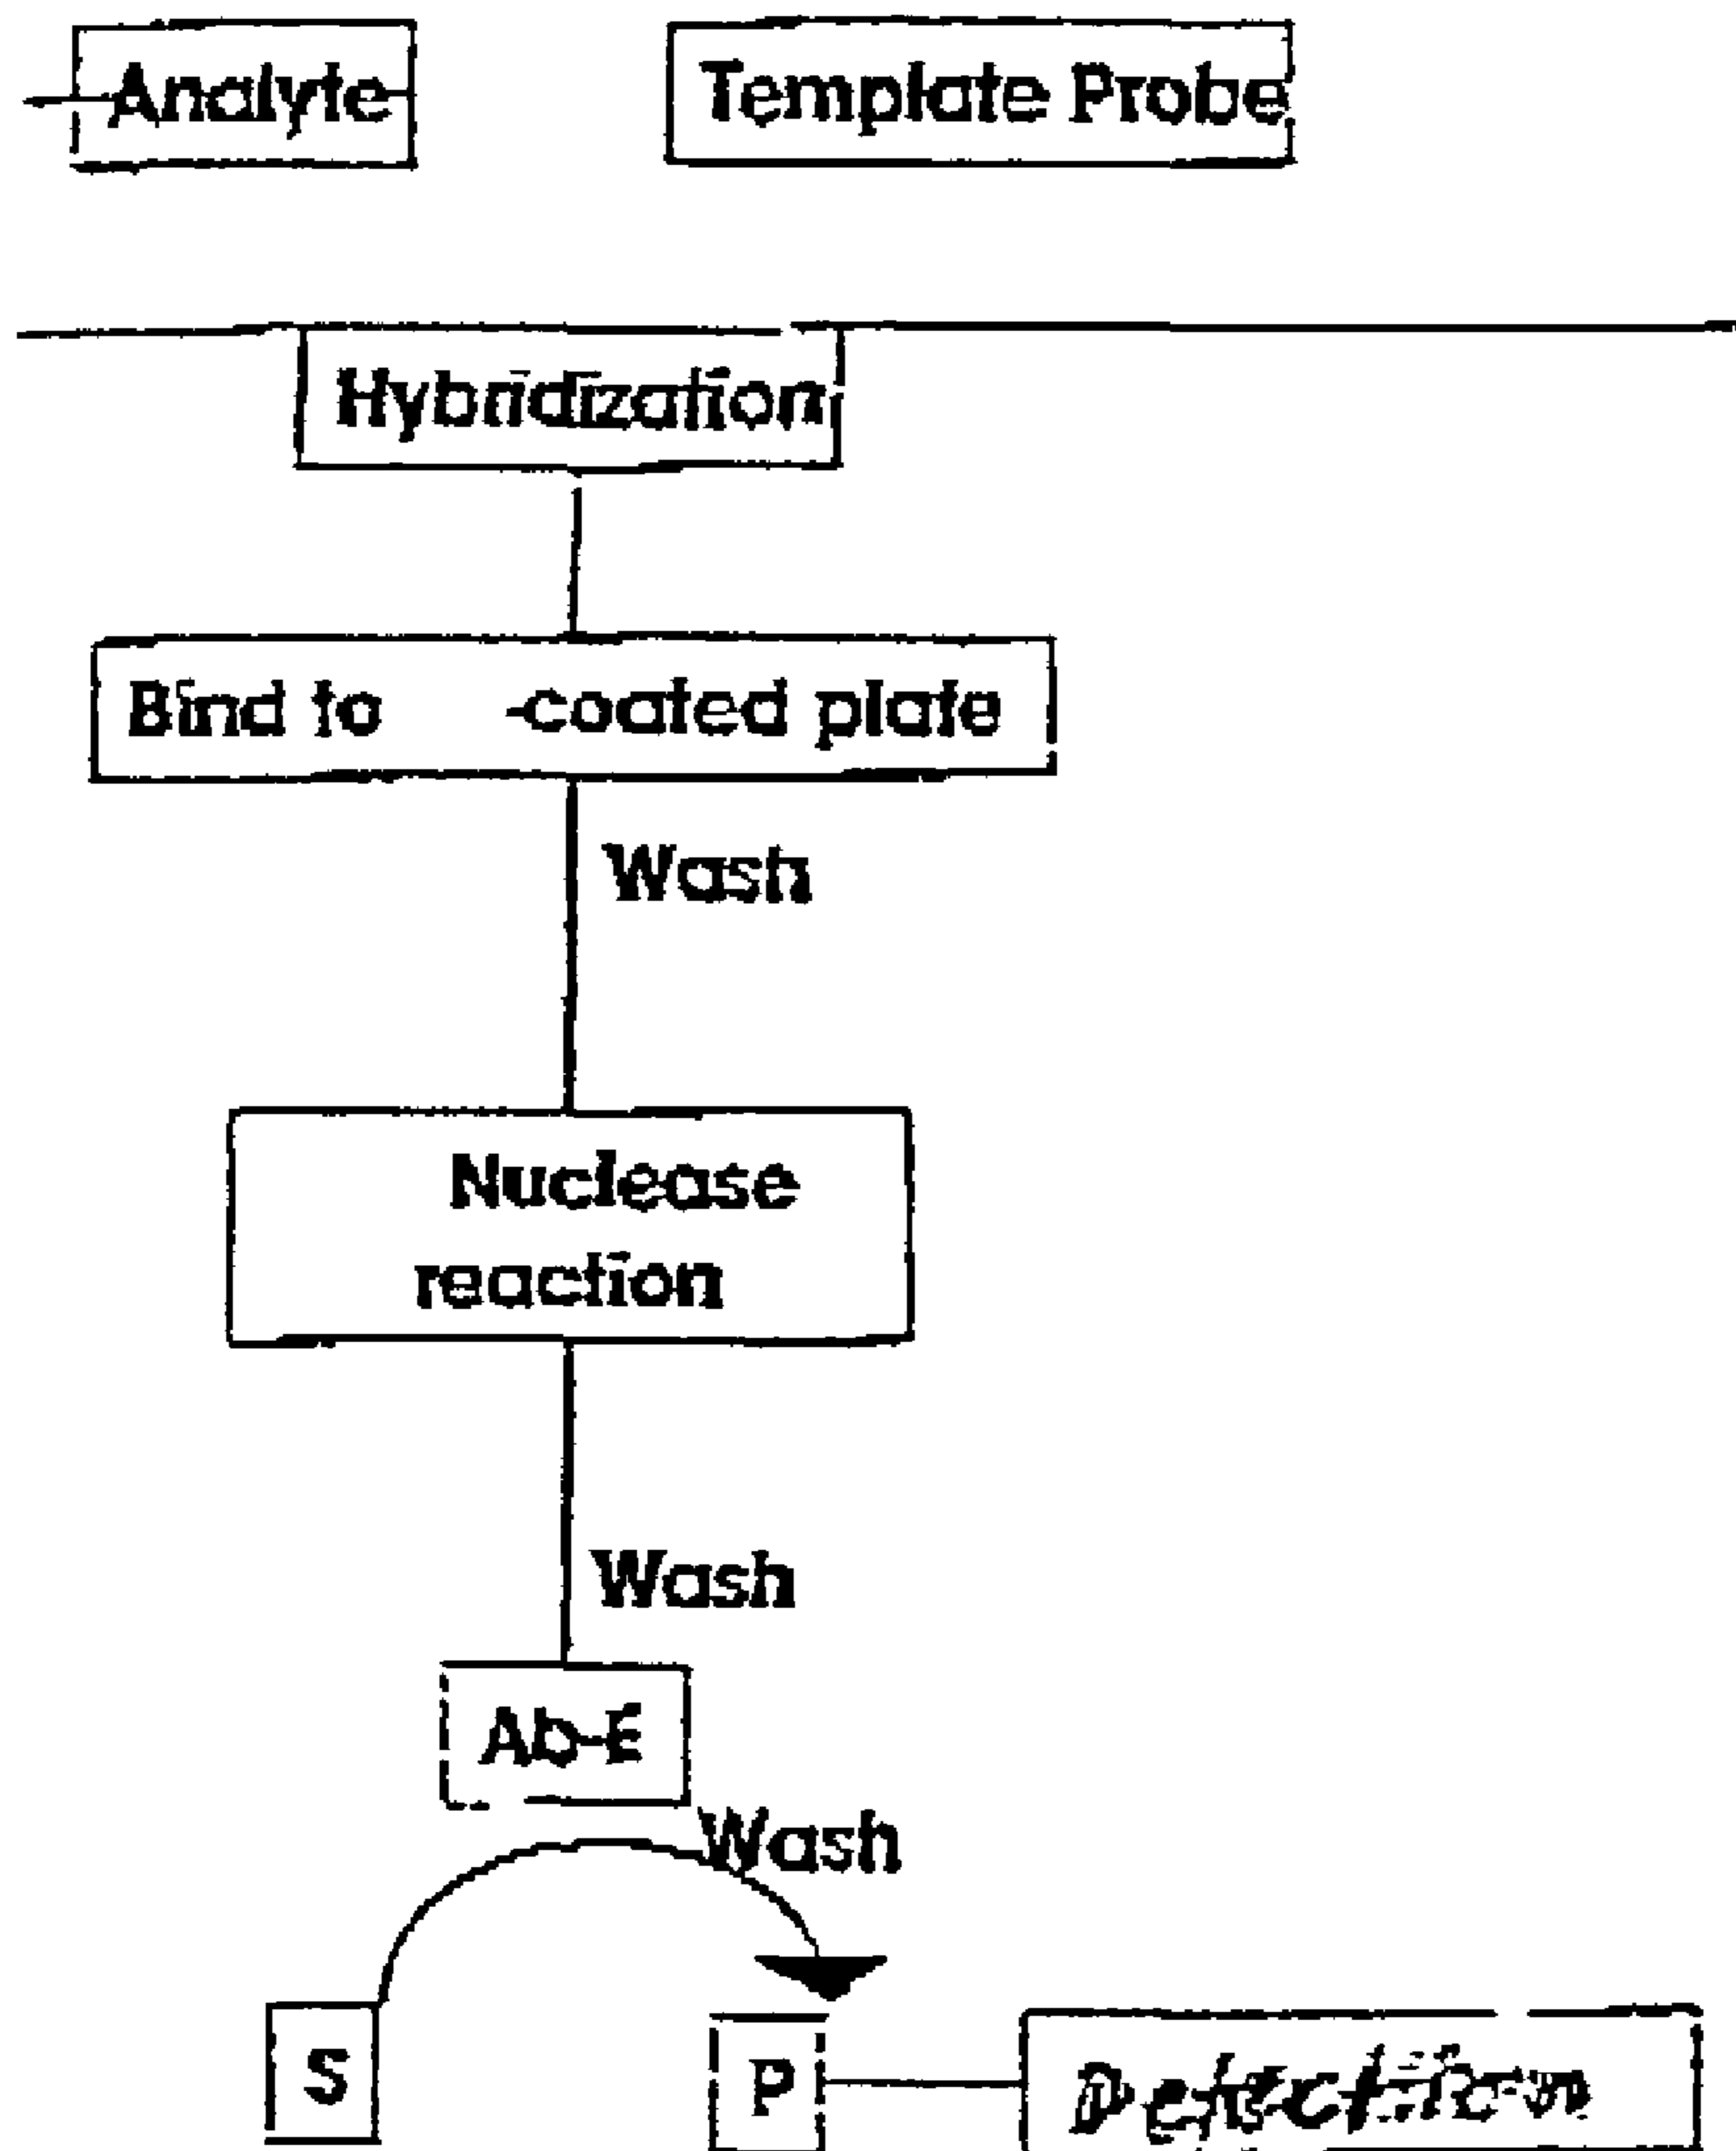 Analyte
Template Probe
Hybridization
Bind to -coated plate
Wash
Nuclease
reaction
Wash
Ab-E
Wash
S
P
Detection